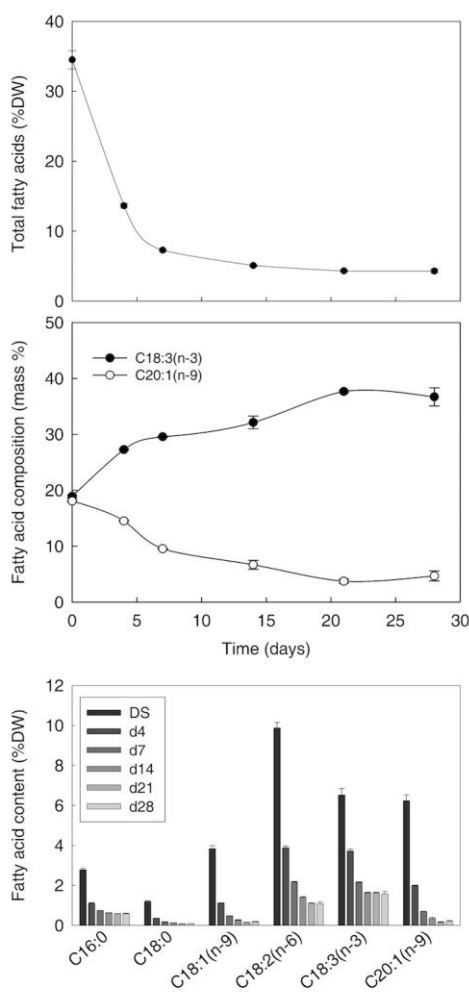 Total fatty acids (%DW)
40
30
20
10
0
Fatty acid composition (mass %)
50
40
30
20
10
0
C18:3(n-3)
C20:1(n-9)
0 5 10 15 20 25 30
Time (days)
Fatty acid content (%DW)
12
10
8
6
4
2
0
DS
d4
d7
d14
d21
d28
C16:0
C18:0
C18:1(n-9)
C18:2(n-6)
C18:3(n-3)
C20:1(n-9)